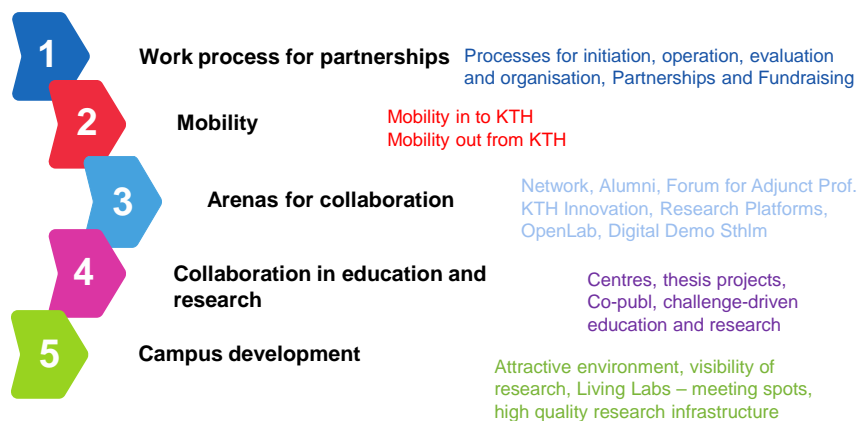 1
Work process for partnerships
Processes for initiation, operation, evaluation
and organisation, Partnerships and Fundraising
2
Mobility
Mobility in to KTH
Mobility out from KTH
3
Arenas for collaboration
Network, Alumni, Forum for Adjunct Prof.
KTH Innovation, Research Platforms,
OpenLab, Digital Demo Sthlm
4
Collaboration in education and
research
Centres, thesis projects,
Co-publ, challenge-driven
education and research
5
Campus development
Attractive environment, visibility of
research, Living Labs – meeting spots,
high quality research infrastructure